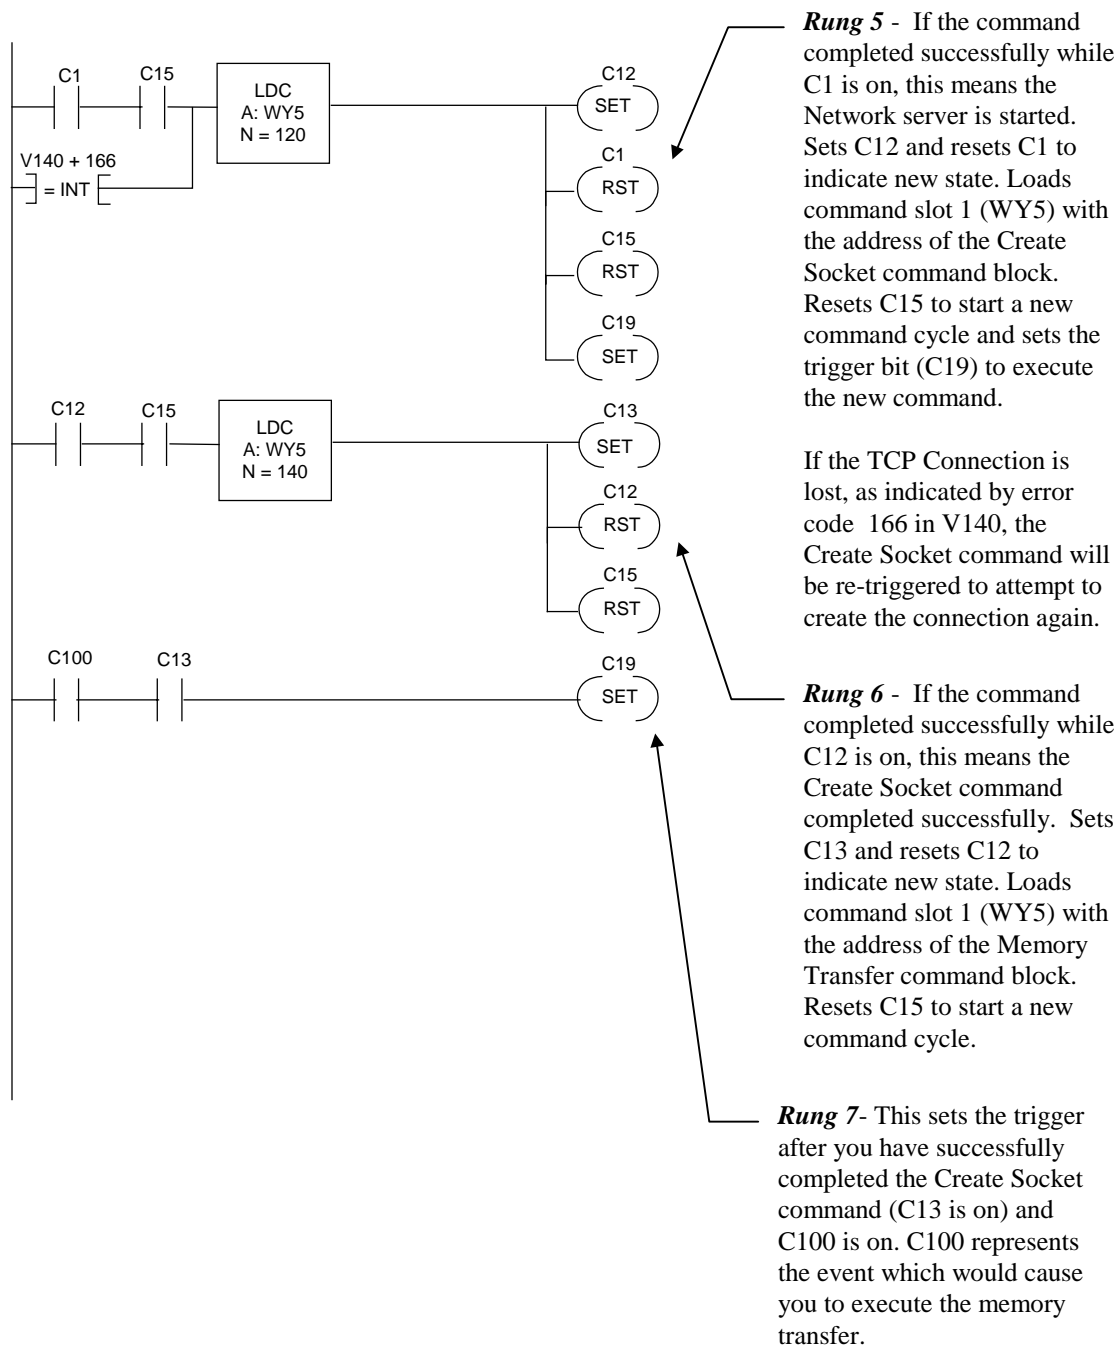 C1 C15
LDC
A: WY5
N = 120
V140 + 166
= INT
C12
SET
C1
RST
C15
RST
C19
SET
C12 C15
LDC
A: WY5
N = 140
C13
SET
C12
RST
C15
RST
C100 C13
C19
SET
Rung 5 - If the command
completed successfully while
C1 is on, this means the
Network server is started.
Sets C12 and resets C1 to
indicate new state. Loads
command slot 1 (WY5) with
the address of the Create
Socket command block.
Resets C15 to start a new
command cycle and sets the
trigger bit (C19) to execute
the new command.
If the TCP Connection is
lost, as indicated by error
code 166 in V140, the
Create Socket command will
be re-triggered to attempt to
create the connection again.
Rung 6 - If the command
completed successfully while
C12 is on, this means the
Create Socket command
completed successfully. Sets
C13 and resets C12 to
indicate new state. Loads
command slot 1 (WY5) with
the address of the Memory
Transfer command block.
Resets C15 to start a new
command cycle.
Rung 7- This sets the trigger
after you have successfully
completed the Create Socket
command (C13 is on) and
C100 is on. C100 represents
the event which would cause
you to execute the memory
transfer.